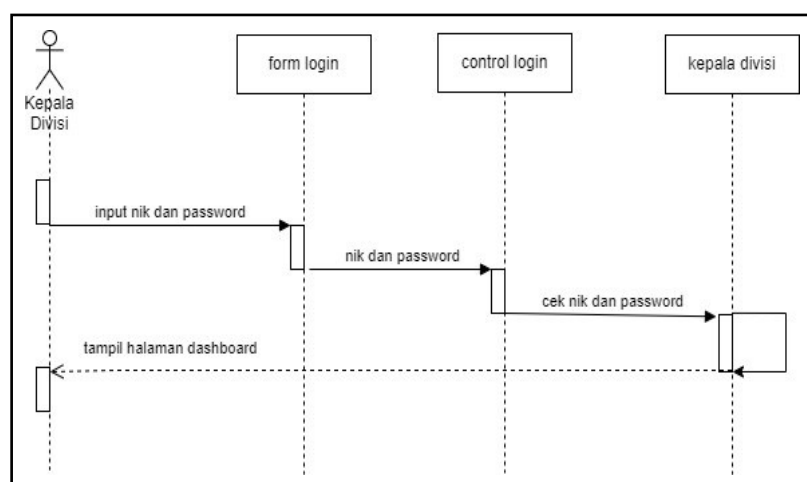 form login
control login
kepala divisi
Kepala
Divisi
input nik dan password
nik dan password
cek nik dan password
tampil halaman dashboard